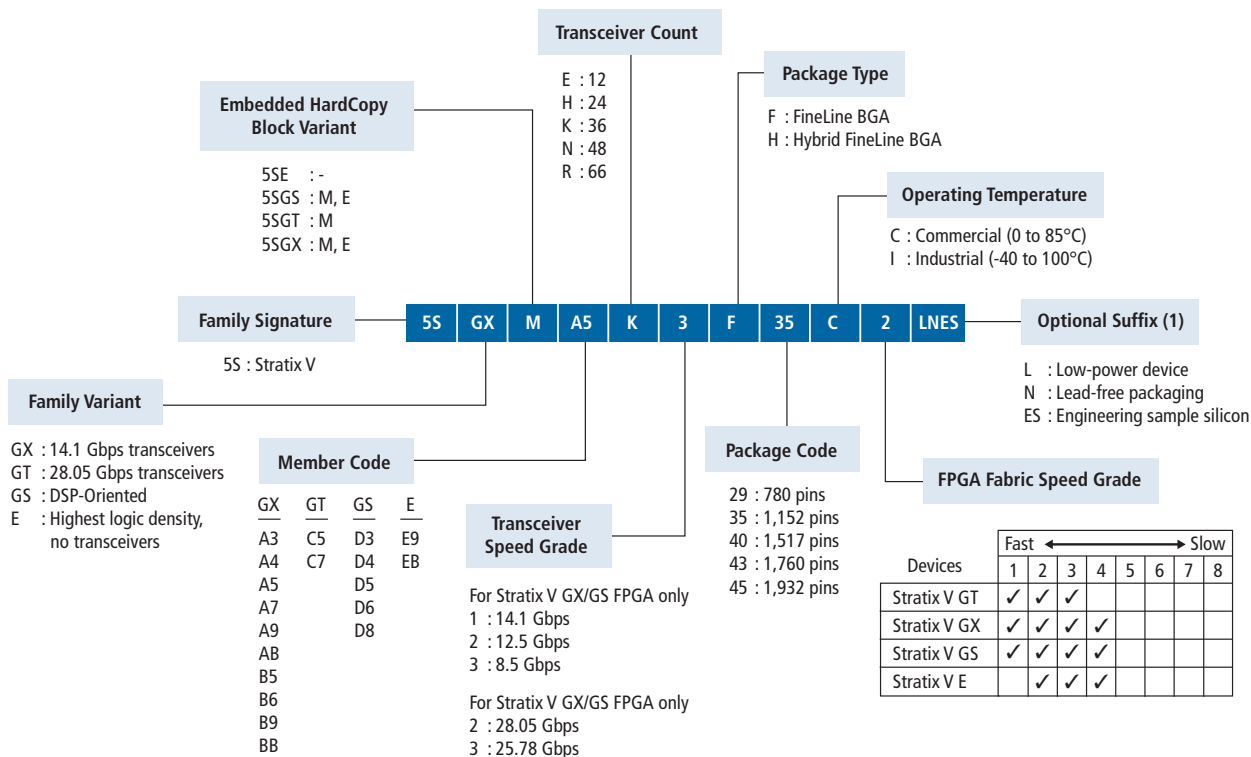 Transceiver Count
E : 12
H : 24
K : 36
N : 48
R : 66
Package Type
F : FineLine BGA
H : Hybrid FineLine BGA
Embedded HardCopy
Block Variant
5SE : -
5SGS : M, E
5SGT : M
5SGX : M, E
Operating Temperature
C : Commercial (0 to 85°C)
I : Industrial (-40 to 100°C)
Family Signature
5S : Stratix V
5S GX M A5 K 3 F 35 C 2 LNES
Optional Suffix (1)
L : Low-power device
N : Lead-free packaging
ES : Engineering sample silicon
Family Variant
GX : 14.1 Gbps transceivers
GT : 28.05 Gbps transceivers
GS : DSP-Oriented
E : Highest logic density,
no transceivers
Member Code
GX GT GS E
A3 C5 D3 E9
A4 C7 D4 EB
A5 D5
A7 D6
A9 D8
AB
B5
B6
B9
BB
Transceiver
Speed Grade
For Stratix V GX/GS FPGA only
1 : 14.1 Gbps
2 : 12.5 Gbps
3 : 8.5 Gbps
For Stratix V GX/GS FPGA only
2 : 28.05 Gbps
3 : 25.78 Gbps
Package Code
29 : 780 pins
35 : 1,152 pins
40 : 1,517 pins
43 : 1,760 pins
45 : 1,932 pins
FPGA Fabric Speed Grade
Fast Slow
Devices 1 2 3 4 5 6 7 8
Stratix V GT ✓ ✓ ✓
Stratix V GX ✓ ✓ ✓ ✓
Stratix V GS ✓ ✓ ✓ ✓
Stratix V E ✓ ✓ ✓